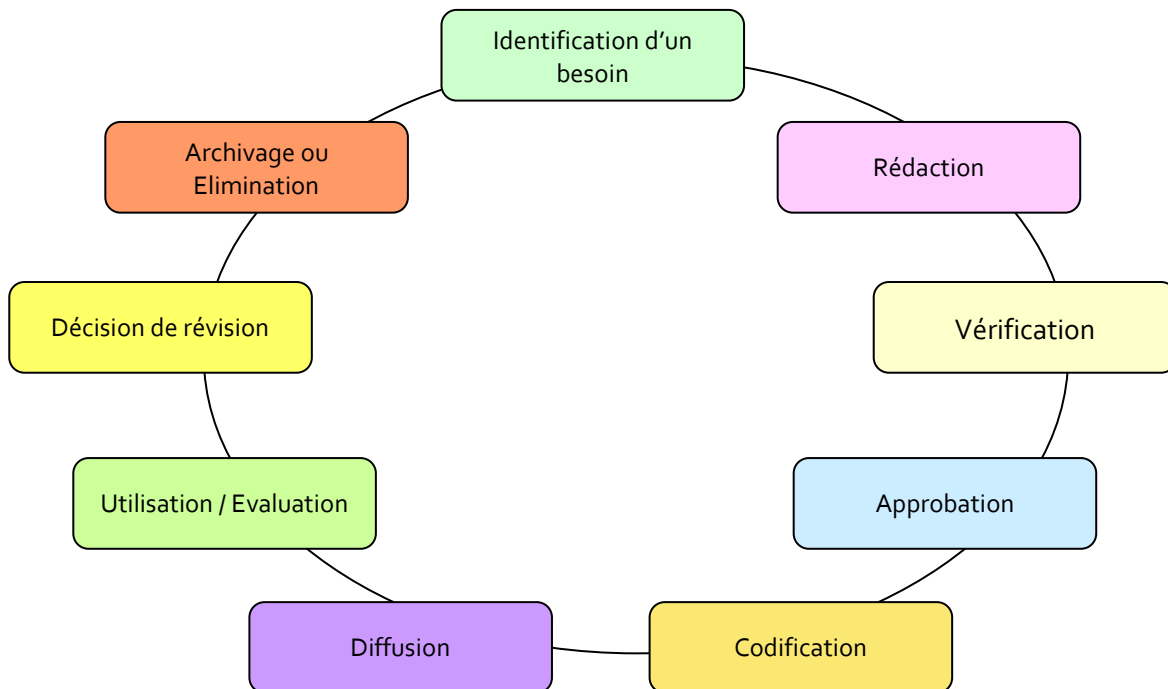 Identification d’un
besoin
Archivage ou
Elimination
Rédaction
Décision de révision
Vérification
Utilisation / Evaluation
Approbation
Diffusion
Codification